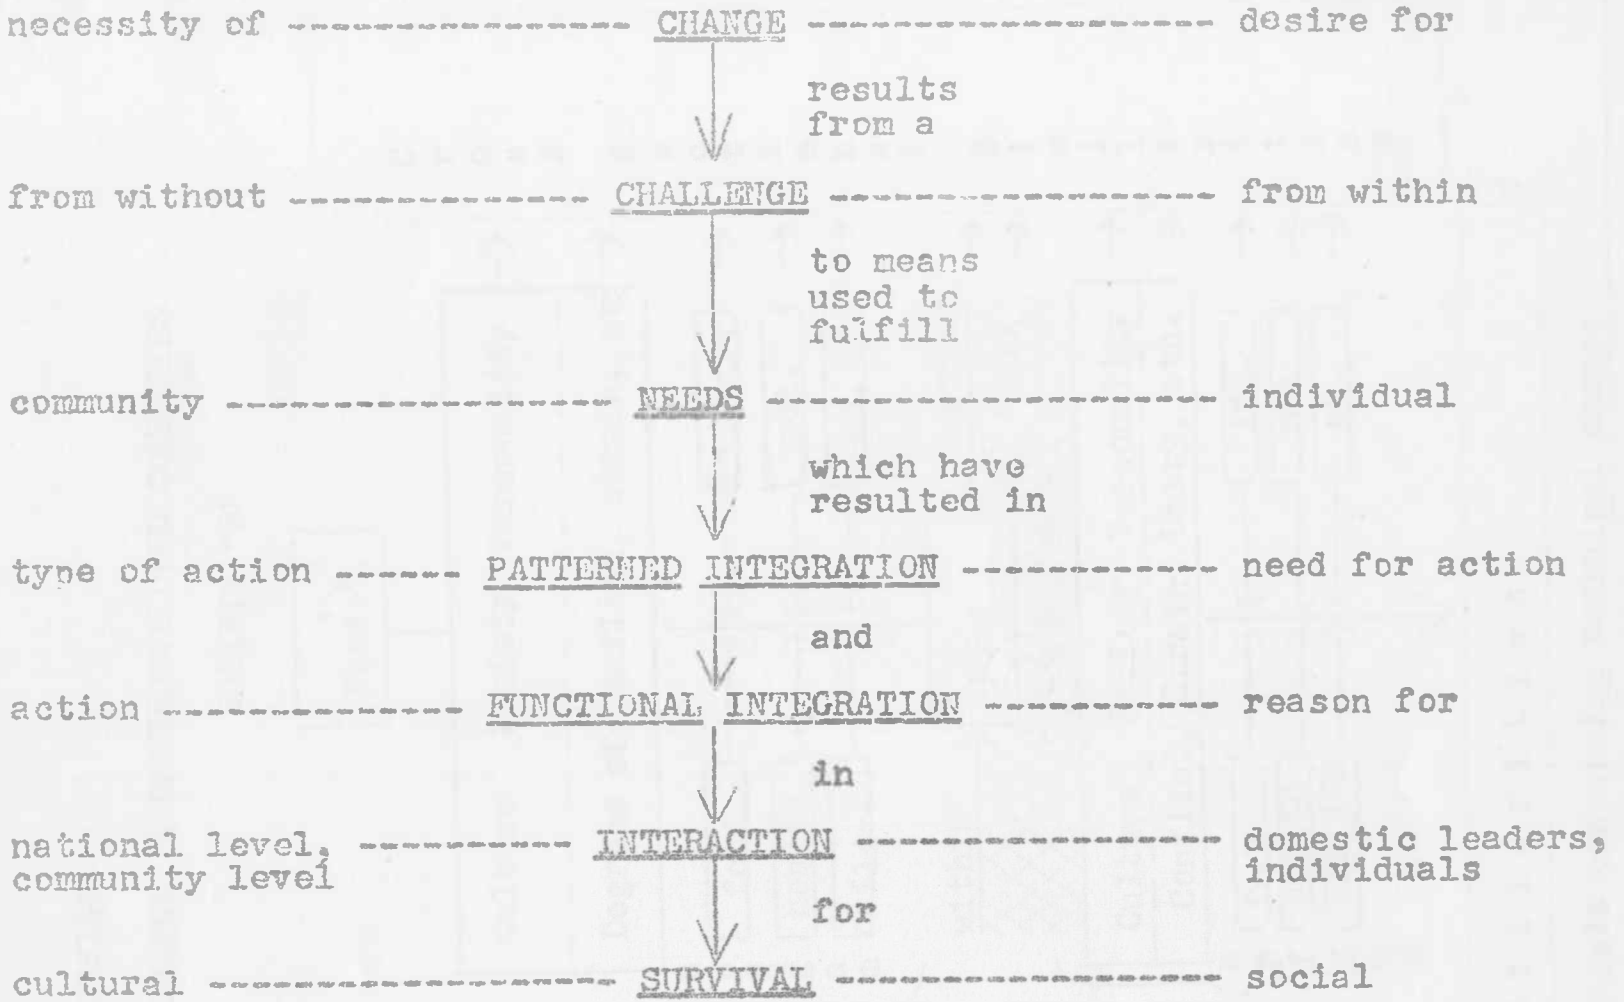 necessity of ---------------- CHANGE ------------------- desire for
results
from a
from without -------------- CHALLENGE ------------------ from within
to means
used to
fulfill
community ------------------ NEEDS --------------------- individual
which have
resulted in
type of action ------ PATTERNED INTEGRATION ------------ need for action
and
action -------------- FUNCTIONAL INTEGRATION ----------- reason for
in
national level, ---------- INTERACTION ----------------- domestic leaders,
community level individuals
for
cultural ------------------- SURVIVAL ------------------ social